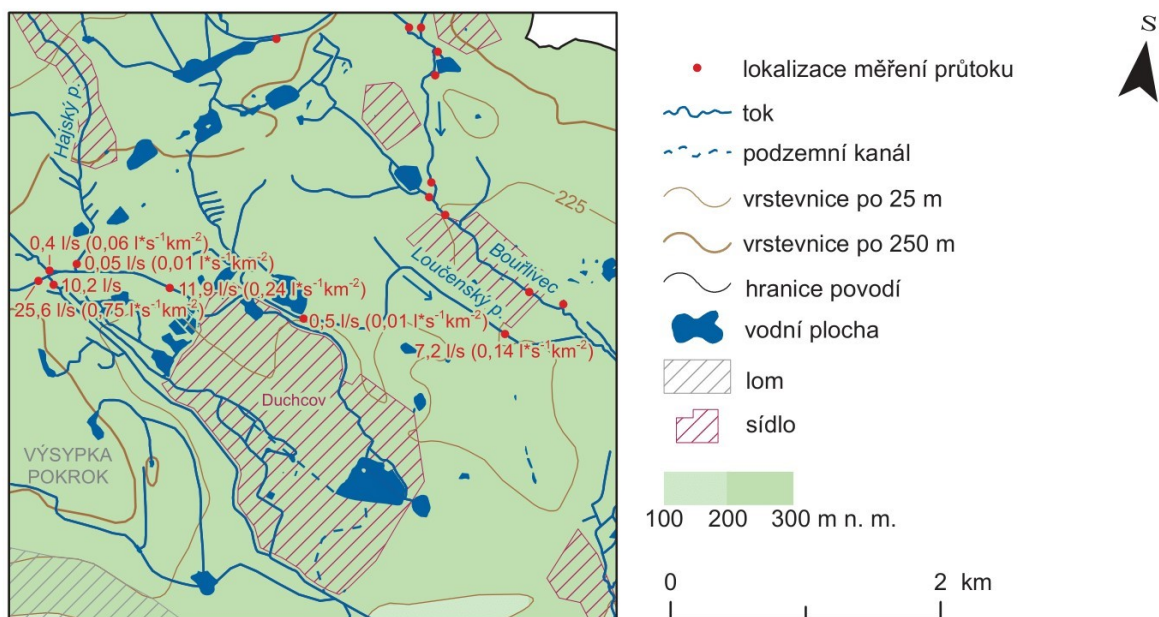 Hájský p.
225
0,4 l/s (0,06 l*s⁻¹km⁻²)
0,05 l/s (0,01 l*s⁻¹km⁻²)
10,2 l/s
11,9 l/s (0,24 l*s⁻¹km⁻²)
25,6 l/s (0,75 l*s⁻¹km⁻²)
0,5 l/s (0,01 l*s⁻¹km⁻²)
7,2 l/s (0,14 l*s⁻¹km⁻²)
Loučenský p.
Bouřlivec
Duchcov
VÝSYPKA
POKROK
S
lokalizace měření průtoku
tok
podzemní kanál
vrstevnice po 25 m
vrstevnice po 250 m
hranice povodí
vodní plocha
lom
sídlo
100 200 300 m n. m.
0 2 km